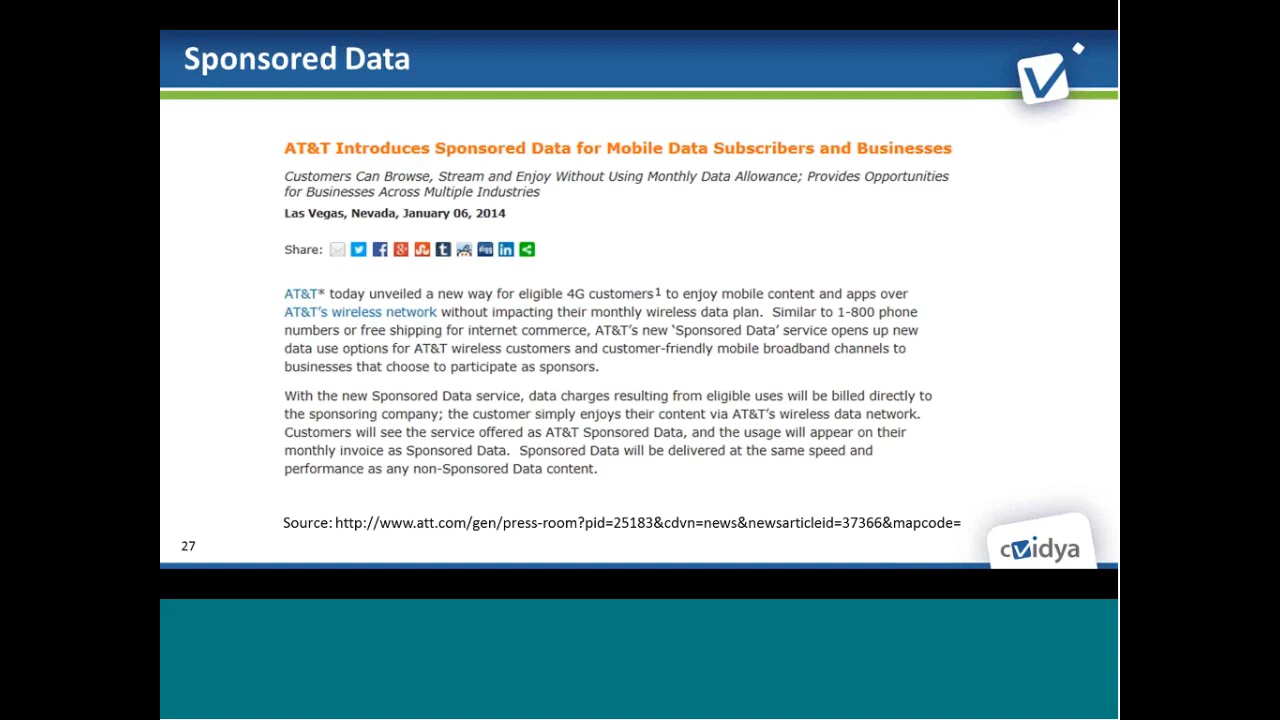 Sponsored Data
AT&T Introduces Sponsored Data for Mobile Data Subscribers and Businesses
Customers Can Browse, Stream and Enjoy Without Using Monthly Data Allowance; Provides Opportunities
for Businesses Across Multiple Industries
Las Vegas, Nevada, January 06, 2014
Share:
AT&T* today unveiled a new way for eligible 4G customers¹ to enjoy mobile content and apps over
AT&T's wireless network without impacting their monthly wireless data plan. Similar to 1-800 phone
numbers or free shipping for internet commerce, AT&T's new 'Sponsored Data' service opens up new
data use options for AT&T wireless customers and customer-friendly mobile broadband channels to
businesses that choose to participate as sponsors.
With the new Sponsored Data service, data charges resulting from eligible uses will be billed directly to
the sponsoring company; the customer simply enjoys their content via AT&T's wireless data network.
Customers will see the service offered as AT&T Sponsored Data, and the usage will appear on their
monthly invoice as Sponsored Data. Sponsored Data will be delivered at the same speed and
performance as any non-Sponsored Data content.
Source: http://www.att.com/gen/press-room?pid=25183&cdvn=news&newsarticleid=37366&mapcode=
27
cvidya